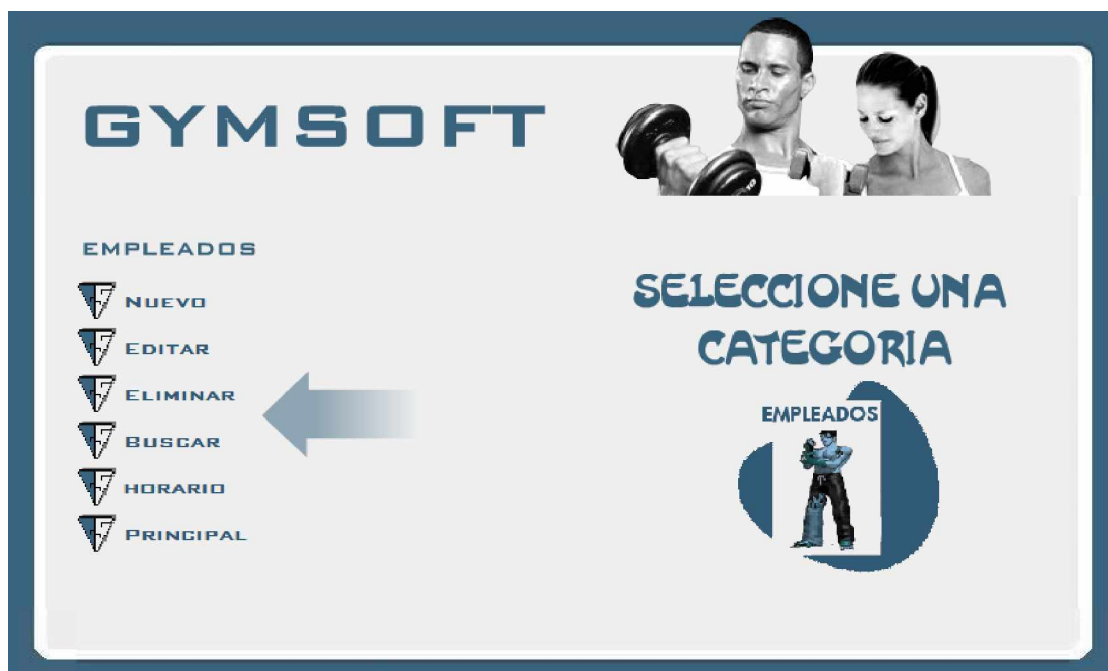 GYMSOFT
EMPLEADOS
NUEVO
EDITAR
ELIMINAR
BUSCAR
HORARIO
PRINCIPAL
SELECCIONE UNA
CATEGORIA
EMPLEADOS